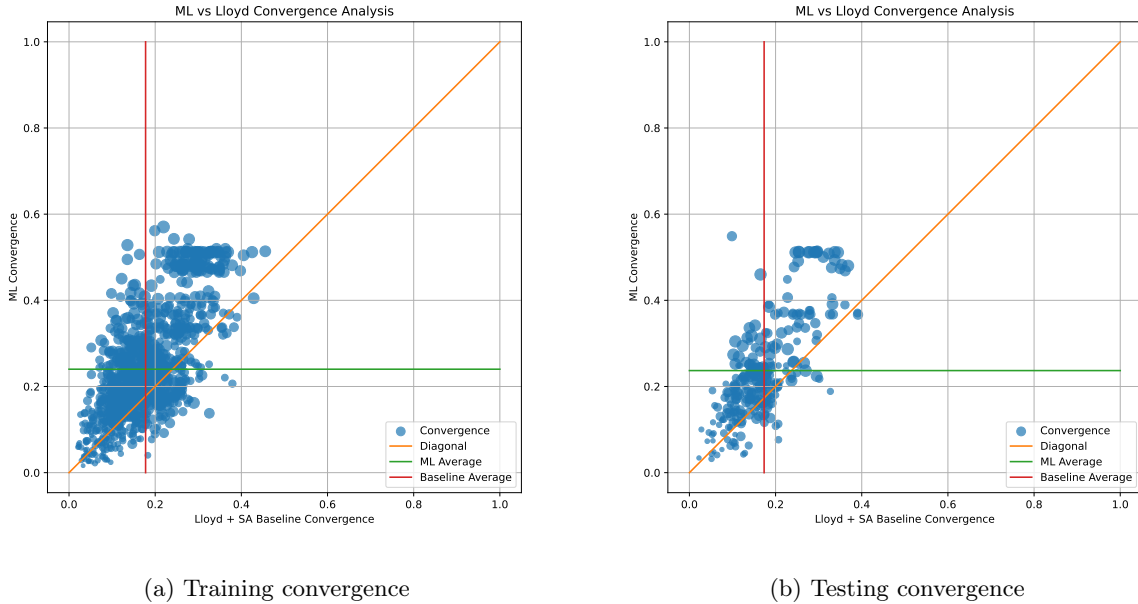 ML vs Lloyd Convergence Analysis
1.0
0.8
0.6
0.4
0.2
0.0
ML Convergence
0.0 0.2 0.4 0.6 0.8 1.0
Lloyd + SA Baseline Convergence
Convergence
Diagonal
ML Average
Baseline Average
(a) Training convergence
ML vs Lloyd Convergence Analysis
1.0
0.8
0.6
0.4
0.2
0.0
ML Convergence
0.0 0.2 0.4 0.6 0.8 1.0
Lloyd + SA Baseline Convergence
Convergence
Diagonal
ML Average
Baseline Average
(b) Testing convergence